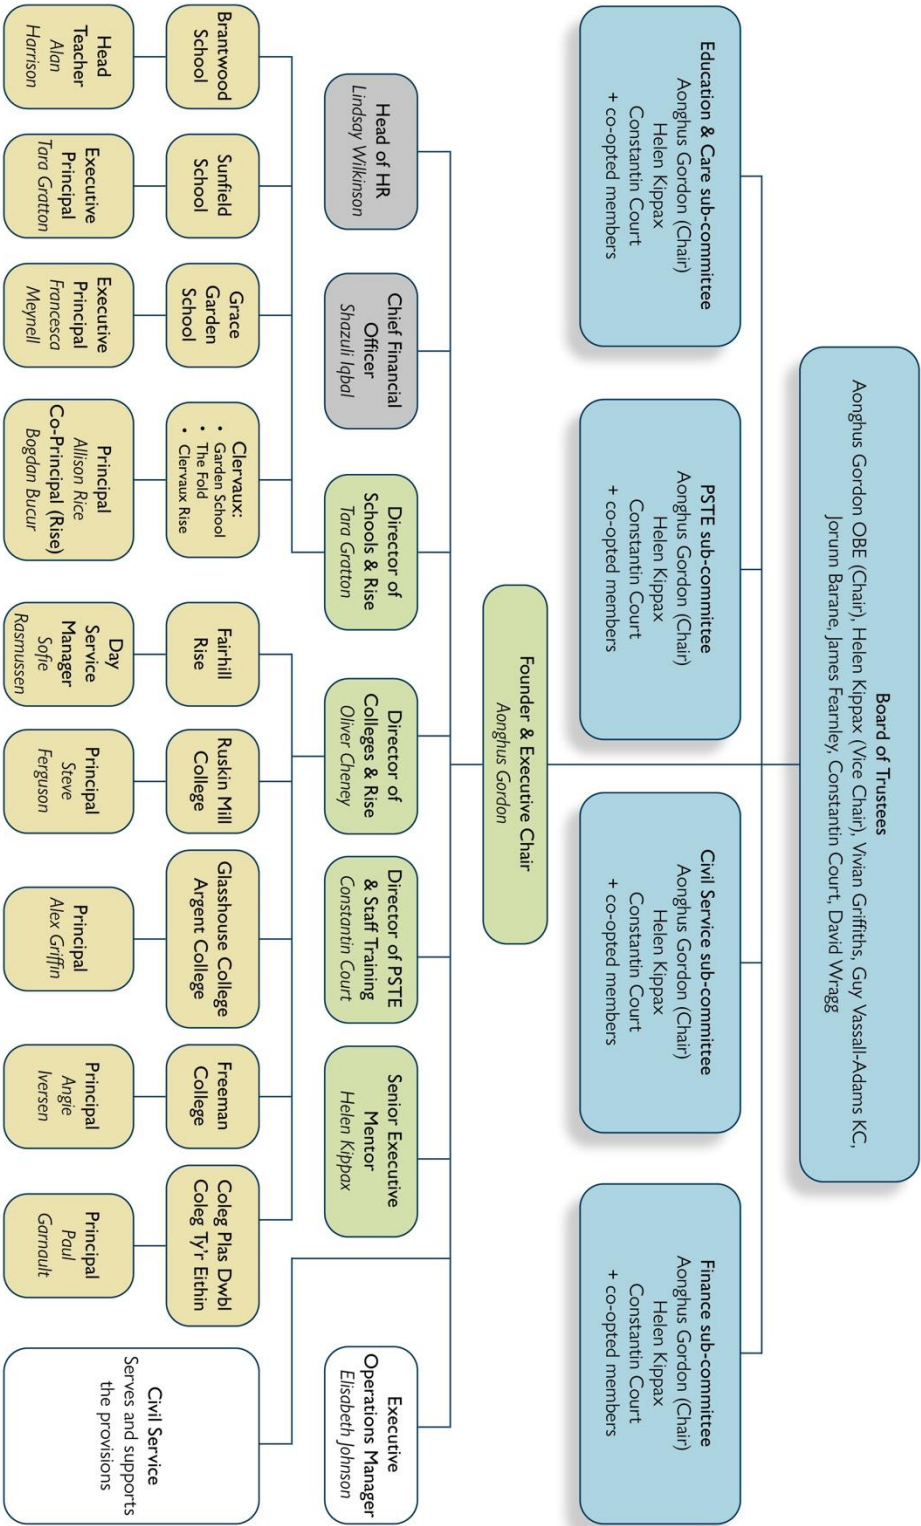 Board of Trustees
Aonghus Gordon OBE (Chair), Helen Kippax (Vice Chair), Vivian Griffiths, Guy Vassall-Adams KC,
Jorunn Barane, James Fearnley, Constantin Court, David Wragg
Education & Care sub-committee
Aonghus Gordon (Chair)
Helen Kippax
Constantin Court
+ co-opted members
PSTE sub-committee
Aonghus Gordon (Chair)
Helen Kippax
Constantin Court
+ co-opted members
Civil Service sub-committee
Aonghus Gordon (Chair)
Helen Kippax
Constantin Court
+ co-opted members
Finance sub-committee
Aonghus Gordon (Chair)
Helen Kippax
Constantin Court
+ co-opted members
Founder & Executive Chair
Aonghus Gordon
Head of HR
Lindsay Wilkinson
Chief Financial
Officer
Shazuli Iqbal
Director of
Schools & Rise
Tara Gratton
Director of
Colleges & Rise
Oliver Cheney
Director of PSTE
& Staff Training
Constantin Court
Senior Executive
Mentor
Helen Kippax
Executive
Operations Manager
Elisabeth Johnson
Brantwood
School
Sunfield
School
Grace
Garden
School
Clervaux:
• Garden School
• The Fold
• Clervaux Rise
Fairhill
Rise
Ruskin Mill
College
Glasshouse College
Argent College
Freeman
College
Coleg Plas Dwbl
Coleg Ty'r Eithin
Head
Teacher
Alan
Harrison
Executive
Principal
Tara Gratton
Executive
Principal
Francesca
Meynell
Principal
Allison Rice
Co-Principal (Rise)
Bogdan Bucur
Day
Service
Manager
Sofie
Rasmussen
Principal
Steve
Ferguson
Principal
Alex Griffin
Principal
Angie
Iversen
Principal
Paul
Garnault
Civil Service
Serves and supports
the provisions